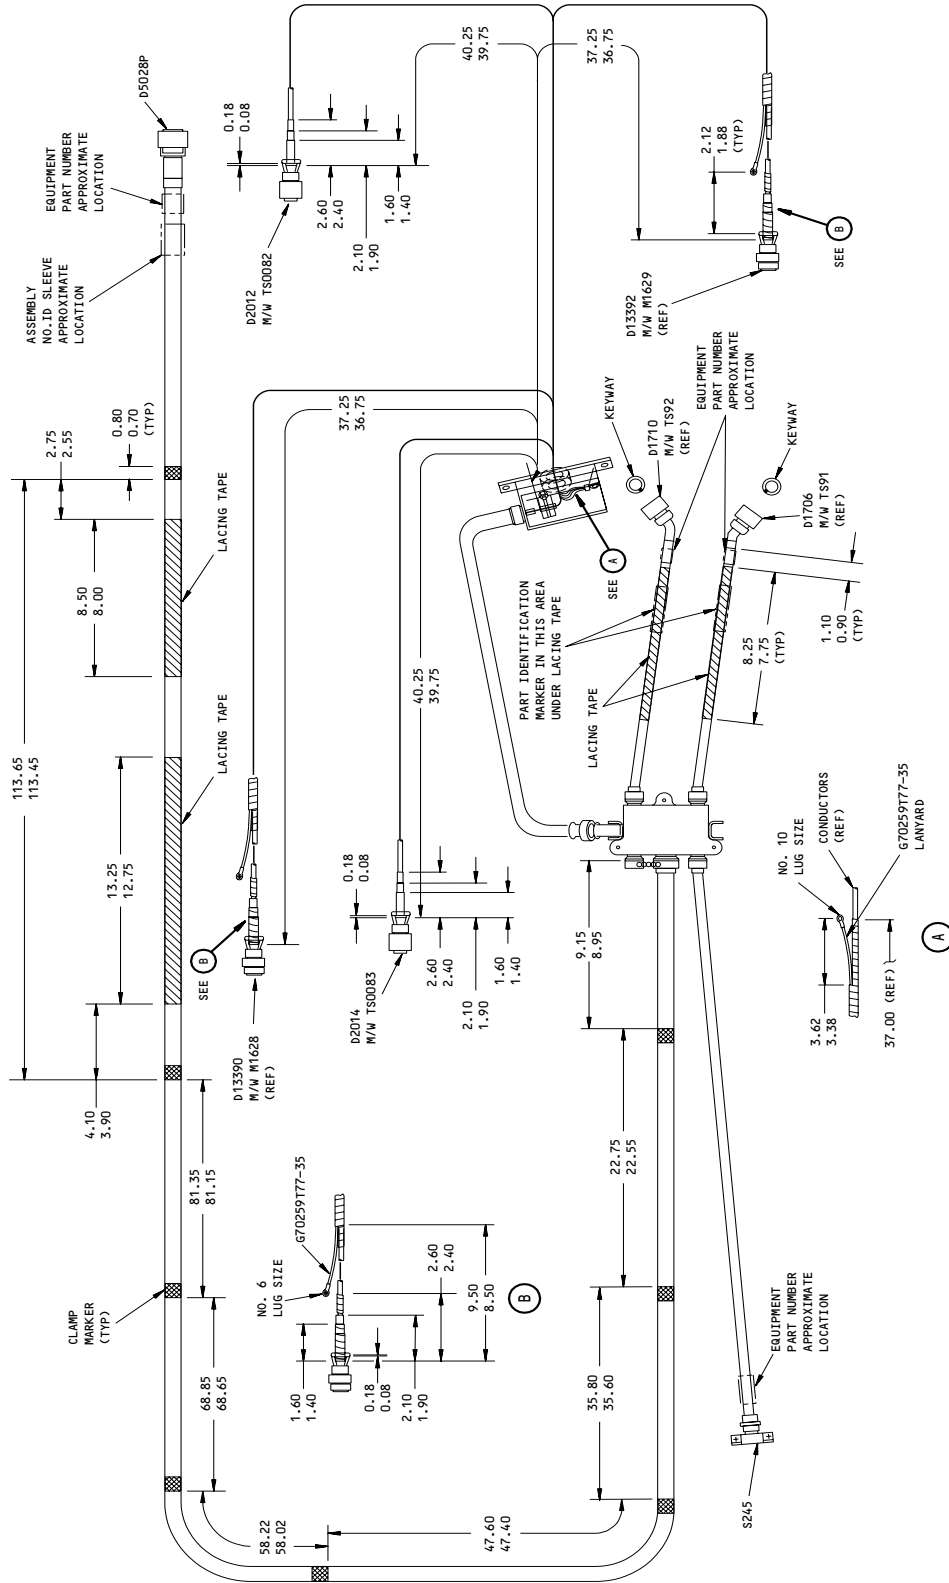 D5028P
EQUIPMENT
PART NUMBER
APPROXIMATE
LOCATION
ASSEMBLY
NO.ID SLEEVE
APPROXIMATE
LOCATION
0.80
0.70
(TYP)
2.75
2.55
LACING TAPE
8.50
8.00
113.65
113.45
LACING TAPE
13.25
12.75
4.10
3.90
81.35
81.15
CLAMP
MARKER
(TYP)
68.85
68.65
58.22
58.02
47.60
47.40
0.18
0.08
40.25
39.75
2.60
2.40
2.10
1.90
1.60
1.40
D2012
M/W TS0082
37.25
36.75
2.12
1.88
(TYP)
D13392
M/W M1629
(REF)
SEE B
37.25
36.75
SEE B
D13390
M/W M1628
(REF)
40.25
39.75
0.18
0.08
D2014
M/W TS0083
2.60
2.40
2.10
1.90
1.60
1.40
KEYWAY
D1710
M/W TS92
(REF)
EQUIPMENT
PART NUMBER
APPROXIMATE
LOCATION
KEYWAY
D1706
M/W TS91
(REF)
SEE A
PART IDENTIFICATION
MARKER IN THIS AREA
UNDER LACING TAPE
LACING TAPE
1.10
0.90
(TYP)
8.25
7.75
(TYP)
9.15
8.95
22.75
22.55
35.80
35.60
NO. 10
LUG SIZE
CONDUCTORS
(REF)
G70259T77-35
LANYARD
3.62
3.38
37.00 (REF)
A
G70259T77-35
NO. 6
LUG SIZE
2.60
2.40
9.50
8.50
1.60
1.40
0.18
0.08
2.10
1.90
B
EQUIPMENT
PART NUMBER
APPROXIMATE
LOCATION
S245